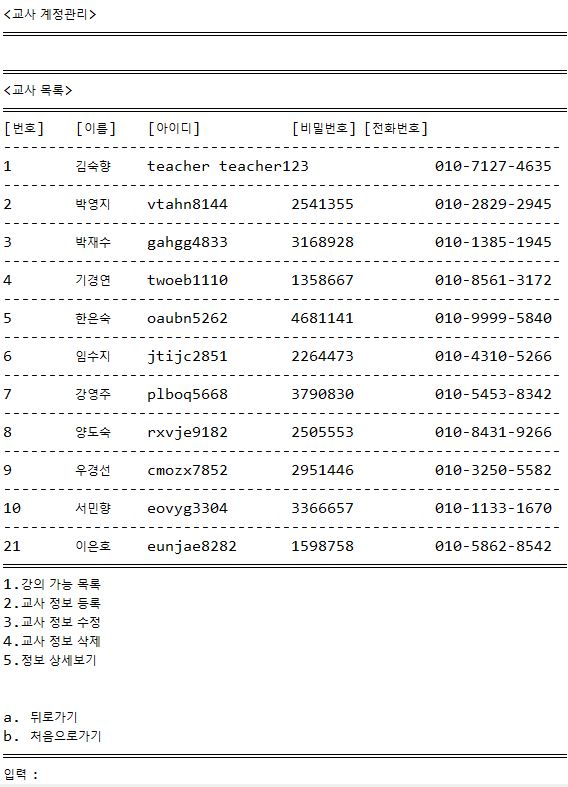 <교사 계정관리>
<교사 목록>
[번호] [이름] [아이디] [비밀번호] [전화번호]
1 김숙향 teacher teacher123 010-7127-4635
2 박영지 vtahn8144 2541355 010-2829-2945
3 박재수 gahgg4833 3168928 010-1385-1945
4 기경연 twoeb1110 1358667 010-8561-3172
5 한은숙 oaubn5262 4681141 010-9999-5840
6 임수지 jtijc2851 2264473 010-4310-5266
7 강영주 plboq5668 3790830 010-5453-8342
8 양도숙 rxvje9182 2505553 010-8431-9266
9 우경선 cmozx7852 2951446 010-3250-5582
10 서민향 eovyg3304 3366657 010-1133-1670
21 이은호 eunjae8282 1598758 010-5862-8542
1.강의 가능 목록
2.교사 정보 등록
3.교사 정보 수정
4.교사 정보 삭제
5.정보 상세보기
a. 뒤로가기
b. 처음으로가기
입력 :